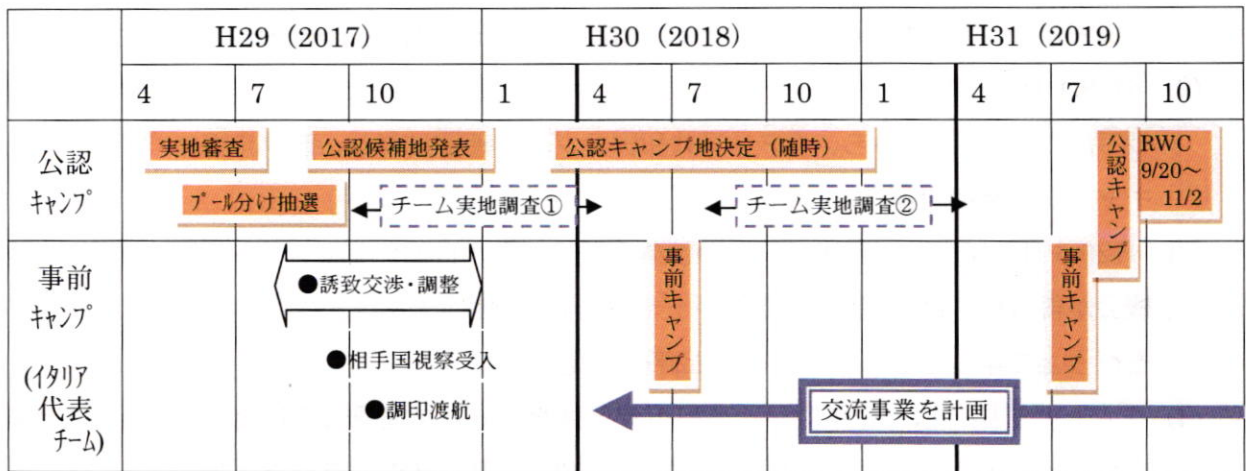 H29 (2017) H30 (2018) H31 (2019)
4 7 10 1 4 7 10 1 4 7 10
公認
ｷｬﾝﾌﾟ
実地審査
公認候補地発表
公認キャンプ地決定（随時）
ﾌﾟｰﾙ分け抽選
チーム実地調査①
チーム実地調査②
公認キャンプ
RWC
9/20～
11/2
事前
ｷｬﾝﾌﾟ
(ｲﾀﾘｱ
代表
ﾁｰﾑ)
●誘致交渉・調整
●相手国視察受入
●調印渡航
事前キャンプ
事前キャンプ
交流事業を計画